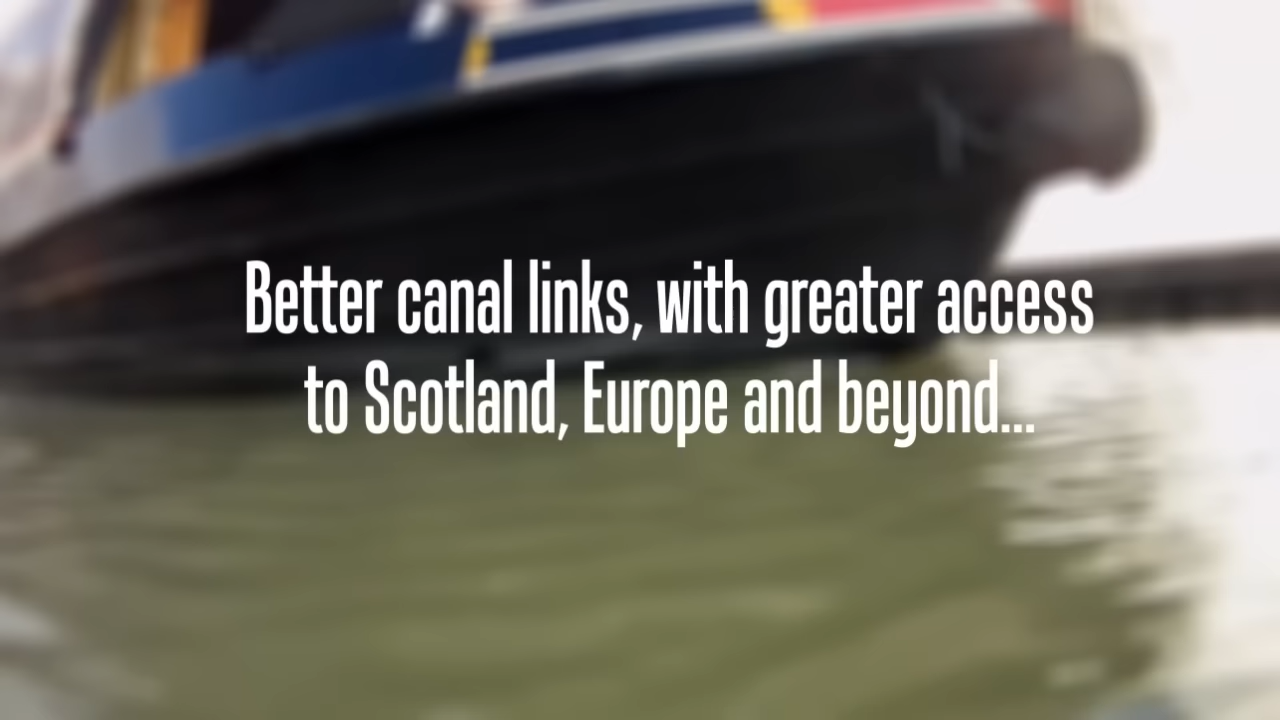 Better canal links, with greater access
to Scotland, Europe and beyond...